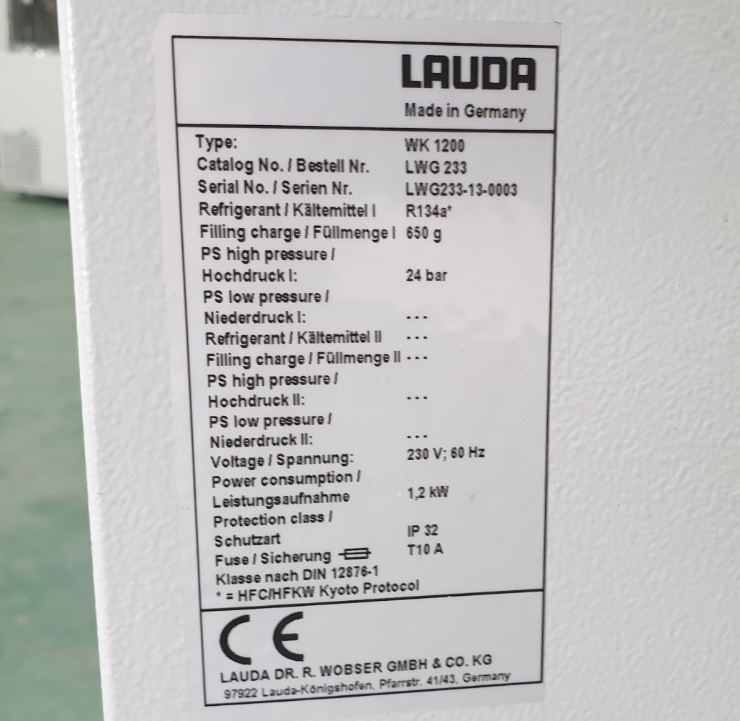 LAUDA
Made in Germany
Type: WK 1200
Catalog No. / Bestell Nr. LWG 233
Serial No. / Serien Nr. LWG233-13-0003
Refrigerant / Kältemittel I R134a*
Filling charge / Füllmenge I 650 g
PS high pressure /
Hochdruck I: 24 bar
PS low pressure /
Niederdruck I: ---
Refrigerant / Kältemittel II ---
Filling charge / Füllmenge II ---
PS high pressure /
Hochdruck II: ---
PS low pressure /
Niederdruck II: ---
Voltage / Spannung: 230 V; 60 Hz
Power consumption /
Leistungsaufnahme 1,2 kW
Protection class /
Schutzart IP 32
Fuse / Sicherung T10 A
Klasse nach DIN 12876-1
* = HFC/HFKW Kyoto Protocol
CE
LAUDA DR. R. WOBSER GMBH & CO. KG
97922 Lauda-Königshofen, Pfarrstr. 41/43, Germany